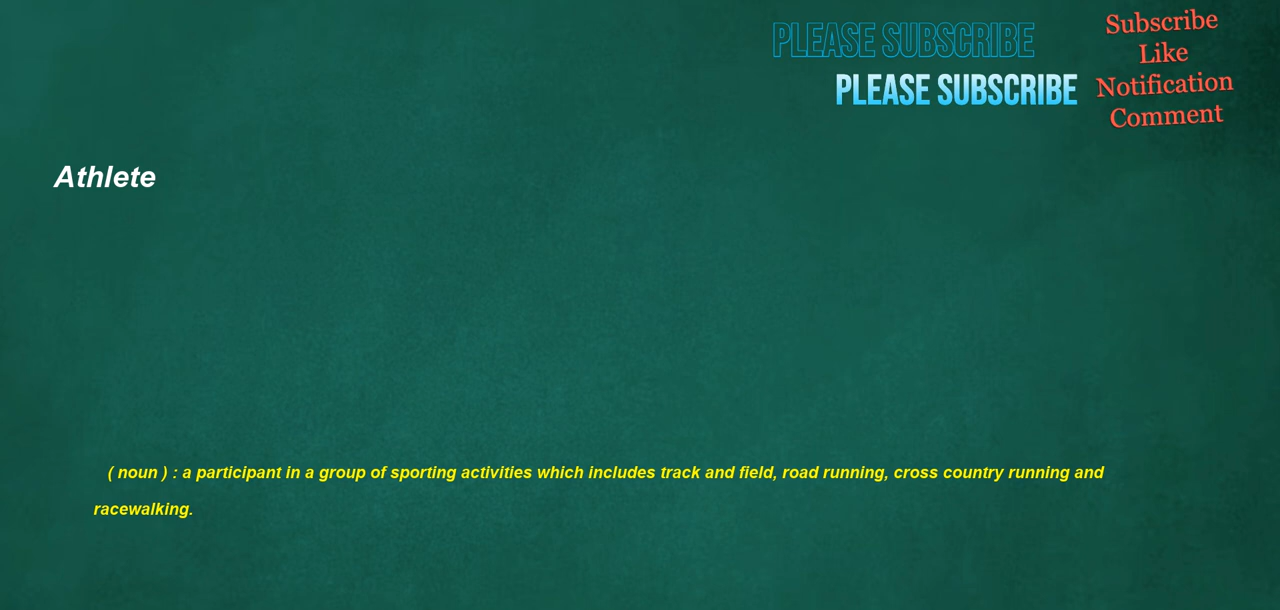 PLEASE SUBSCRIBE
PLEASE SUBSCRIBE
Subscribe
Like
Notification
Comment
Athlete
( noun ) : a participant in a group of sporting activities which includes track and field, road running, cross country running and
racewalking.